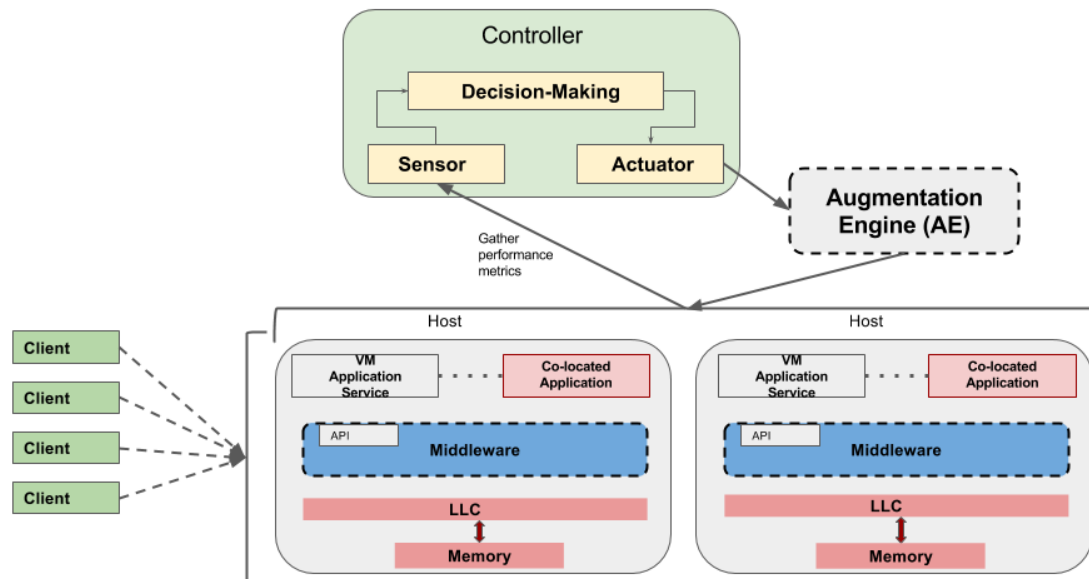 Controller
Decision-Making
Sensor
Actuator
Augmentation
Engine (AE)
Gather
performance
metrics
Host
Host
Client
Client
Client
Client
VM
Application
Service
Co-located
Application
API
Middleware
LLC
Memory
VM
Application
Service
Co-located
Application
API
Middleware
LLC
Memory